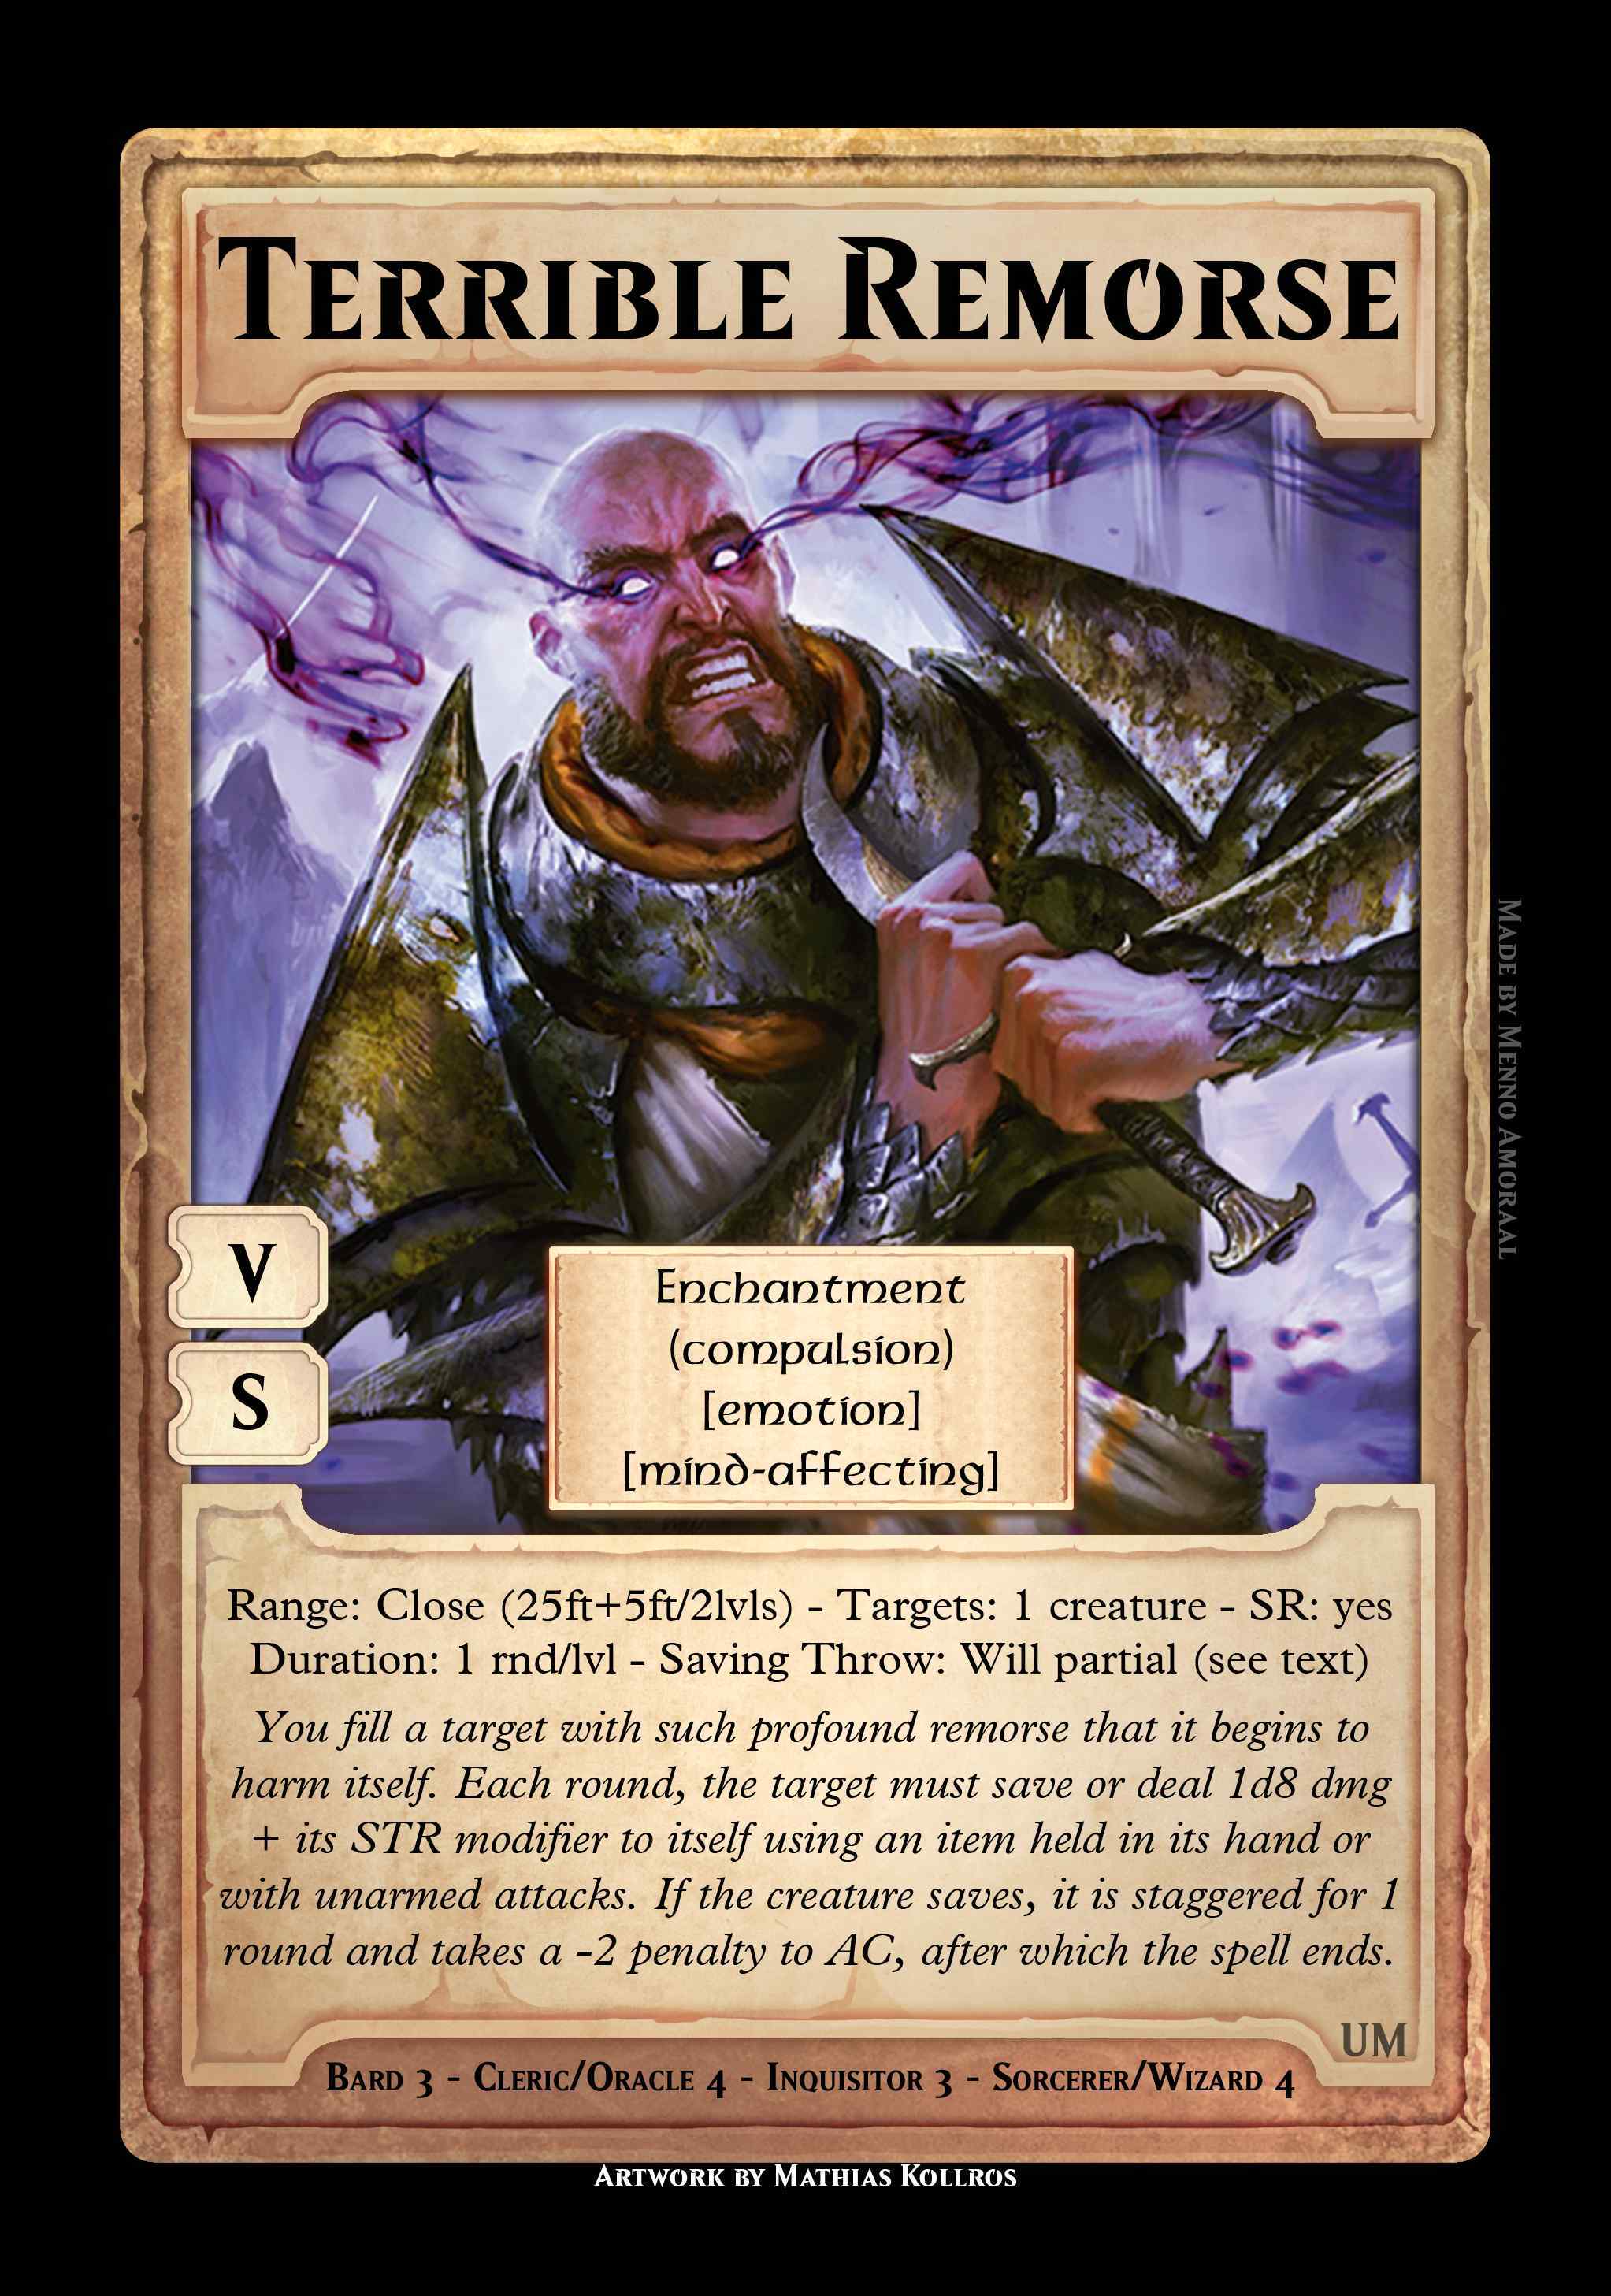 Terrible Remorse
V
S
Enchantment
(compulsion)
[emotion]
[mind-affecting]
Range: Close (25ft+5ft/2lvls) - Targets: 1 creature - SR: yes
Duration: 1 rnd/lvl - Saving Throw: Will partial (see text)
You fill a target with such profound remorse that it begins to
harm itself. Each round, the target must save or deal 1d8 dmg
+ its STR modifier to itself using an item held in its hand or
with unarmed attacks. If the creature saves, it is staggered for 1
round and takes a -2 penalty to AC, after which the spell ends.
UM
Bard 3 - Cleric/Oracle 4 - Inquisitor 3 - Sorcerer/Wizard 4
Artwork by Mathias Kollros
Made by Menno Amoraal